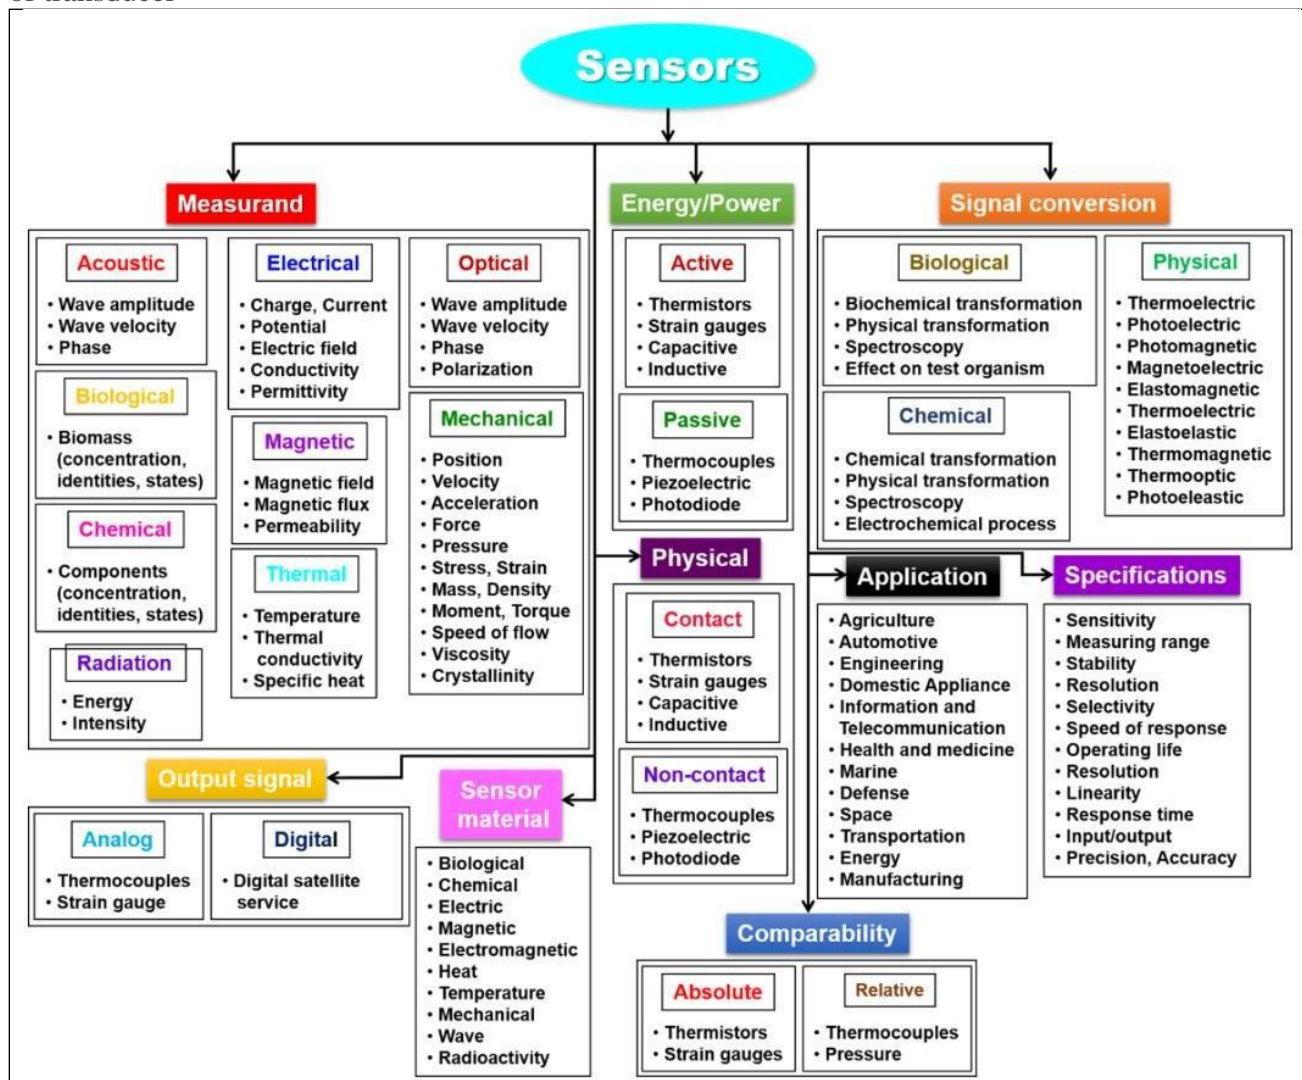 Sensors
Measurand
Acoustic
• Wave amplitude
• Wave velocity
• Phase
Biological
• Biomass
(concentration,
identities, states)
Chemical
• Components
(concentration,
identities, states)
Radiation
• Energy
• Intensity
Electrical
• Charge, Current
• Potential
• Electric field
• Conductivity
• Permittivity
Magnetic
• Magnetic field
• Magnetic flux
• Permeability
Thermal
• Temperature
• Thermal
conductivity
• Specific heat
Optical
• Wave amplitude
• Wave velocity
• Phase
• Polarization
Mechanical
• Position
• Velocity
• Acceleration
• Force
• Pressure
• Stress, Strain
• Mass, Density
• Moment, Torque
• Speed of flow
• Viscosity
• Crystallinity
Energy/Power
Active
• Thermistors
• Strain gauges
• Capacitive
• Inductive
Passive
• Thermocouples
• Piezoelectric
• Photodiode
Signal conversion
Biological
• Biochemical transformation
• Physical transformation
• Spectroscopy
• Effect on test organism
Chemical
• Chemical transformation
• Physical transformation
• Spectroscopy
• Electrochemical process
Physical
• Thermoelectric
• Photoelectric
• Photomagnetic
• Magnetoelectric
• Elastomagnetic
• Thermoelectric
• Elastoelastic
• Thermomagnetic
• Thermooptic
• Photoeleastic
Physical
Contact
• Thermistors
• Strain gauges
• Capacitive
• Inductive
Non-contact
• Thermocouples
• Piezoelectric
• Photodiode
Application
• Agriculture
• Automotive
• Engineering
• Domestic Appliance
• Information and
Telecommunication
• Health and medicine
• Marine
• Defense
• Space
• Transportation
• Energy
• Manufacturing
Specifications
• Sensitivity
• Measuring range
• Stability
• Resolution
• Selectivity
• Speed of response
• Operating life
• Resolution
• Linearity
• Response time
• Input/output
• Precision, Accuracy
Output signal
Analog
• Thermocouples
• Strain gauge
Digital
• Digital satellite
service
Sensor
material
• Biological
• Chemical
• Electric
• Magnetic
• Electromagnetic
• Heat
• Temperature
• Mechanical
• Wave
• Radioactivity
Comparability
Absolute
• Thermistors
• Strain gauges
Relative
• Thermocouples
• Pressure